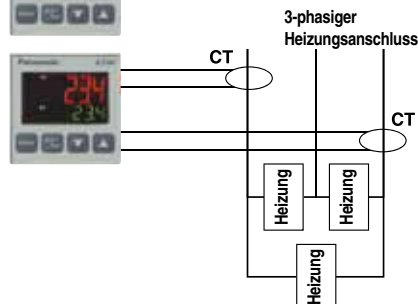 3-phasiger
Heizungsanschluss
CT
Panasonic
234
234
CT
Heizung
Heizung
Heizung